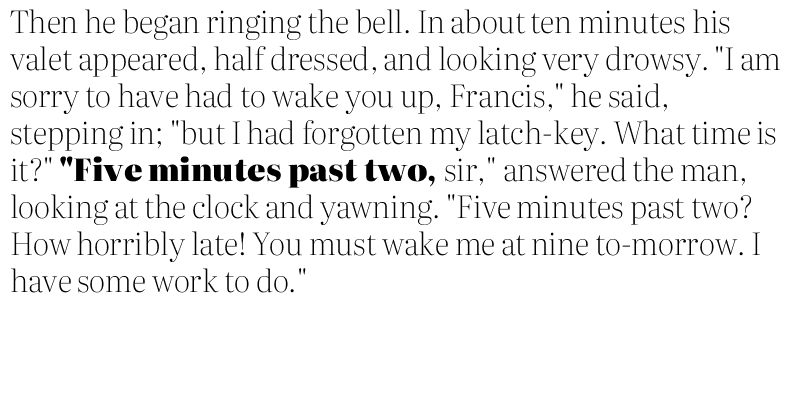 Then he began ringing the bell. In about ten minutes his
valet appeared, half dressed, and looking very drowsy. "I am
sorry to have had to wake you up, Francis," he said,
stepping in; "but I had forgotten my latch-key. What time is
it?" "Five minutes past two, sir," answered the man,
looking at the clock and yawning. "Five minutes past two?
How horribly late! You must wake me at nine to-morrow. I
have some work to do."